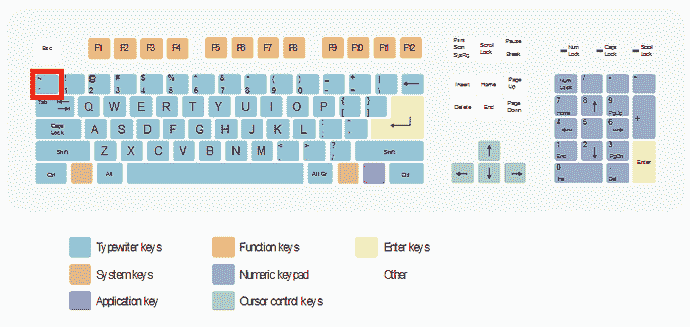 Esc F1 F2 F3 F4 F5 F6 F7 F8 F9 F10 F11 F12 Print Scrn SysRq Scroll Lock Pause Break Num Lock Caps Lock Scroll Lock
~ ! @ # $ % ^ & * ( ) _ +
2 3 4 5 6 7 8 9 0 - = \
Insert Home Page Up Num Lock / * -
Tab Q W E R T Y U I O P { [ } ]
Delete End Page Down 7 Home 8 9 PgUp +
Caps Lock A S D F G H J K L : ; "
4 5 6
Shift Z X C V B N M < , > . ? / Shift
1 End 2 3 PgDn Enter
Ctrl Alt Alt Gr Ctrl
0 Ins . Del
Typewriter keys Function keys Enter keys
System keys Numeric keypad Other
Application key Cursor control keys